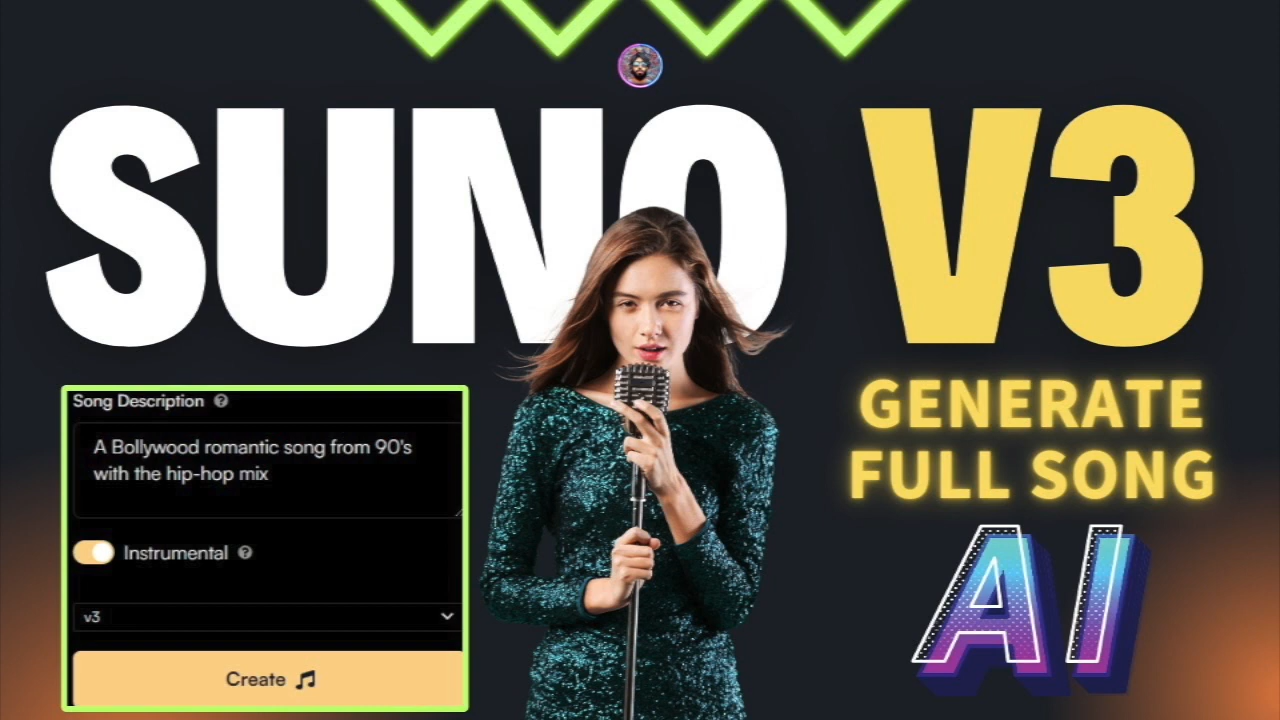 SUNO V3
GENERATE
FULL SONG
AI
Song Description
A Bollywood romantic song from 90's
with the hip-hop mix
Instrumental
v3
Create